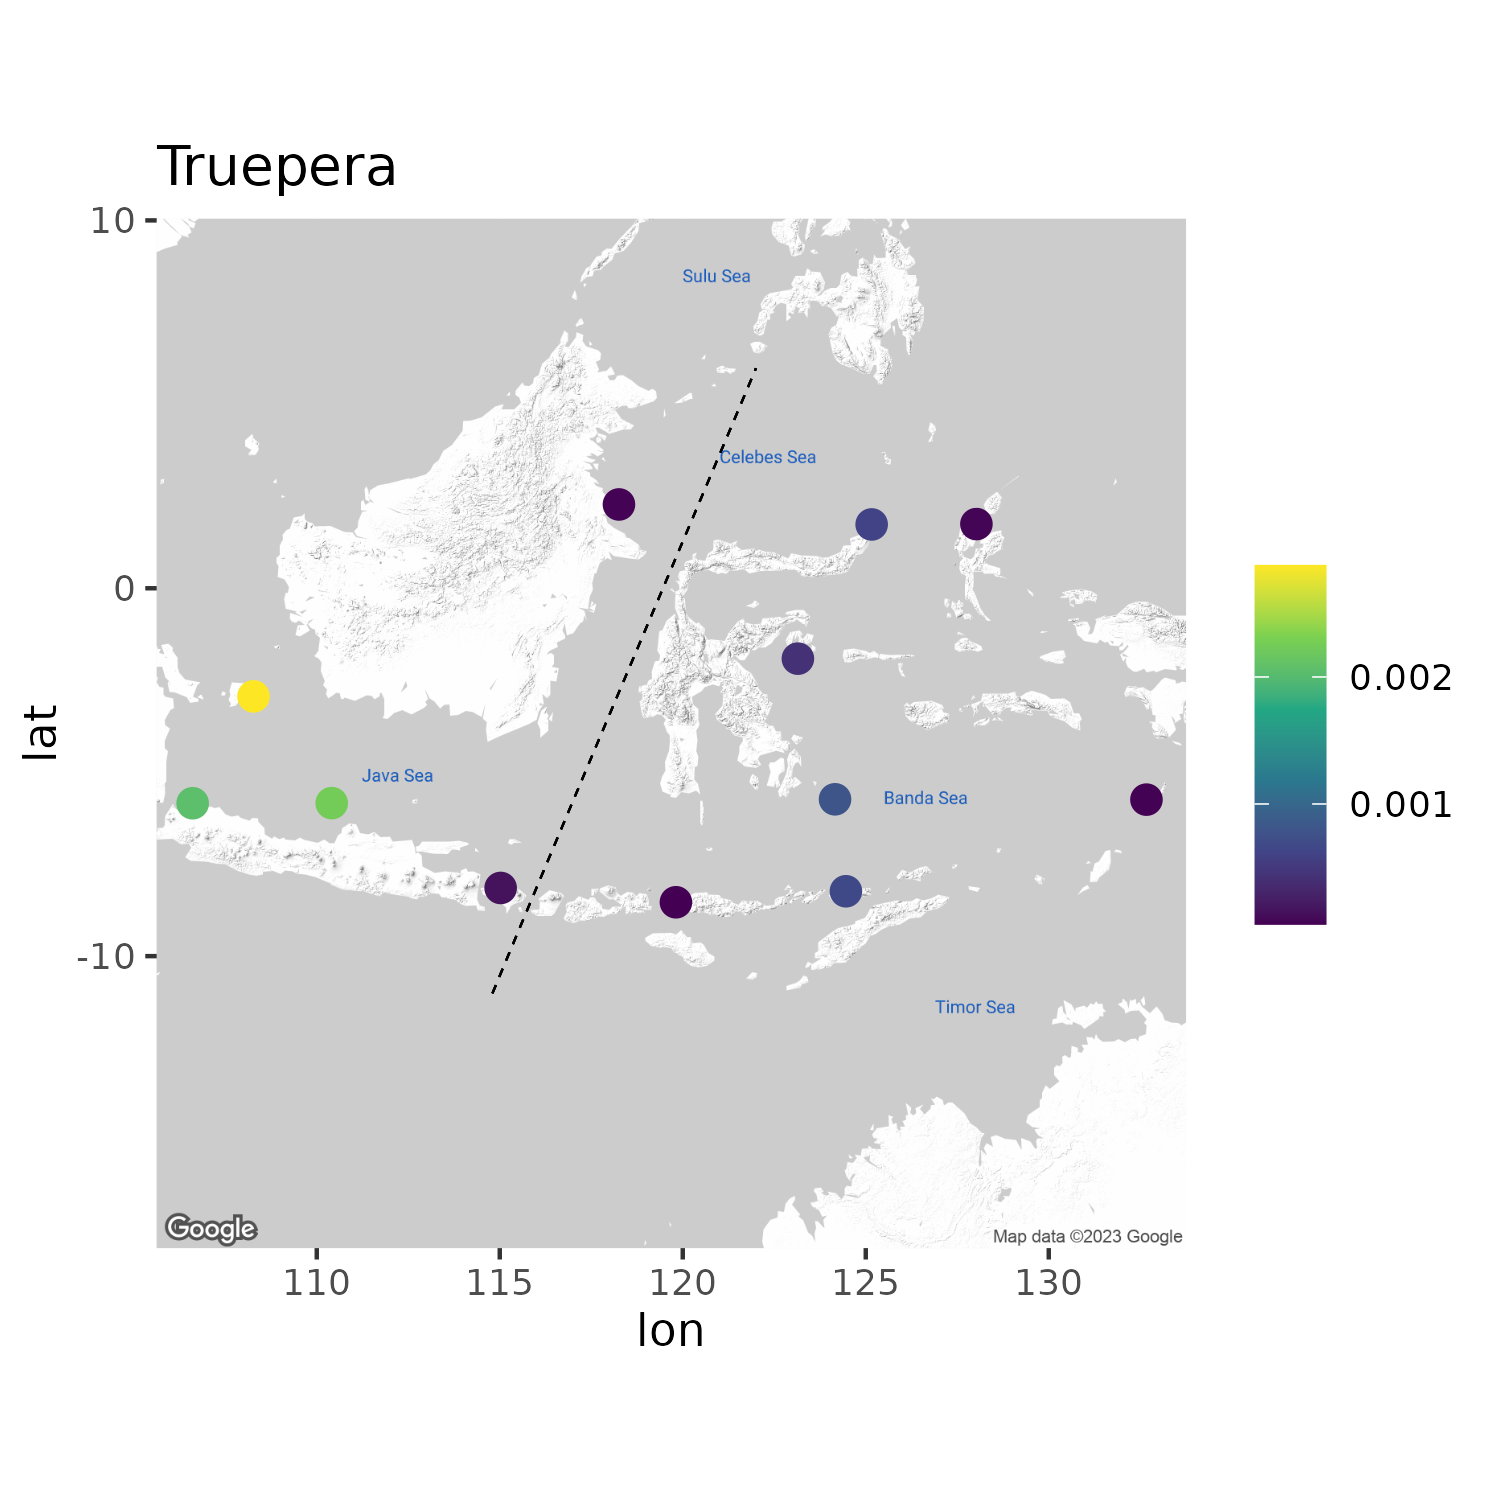 Truepera
10
0
-10
lat
Sulu Sea
Celebes Sea
Java Sea
Banda Sea
Timor Sea
Google
Map data ©2023 Google
110
115
120
125
130
lon
0.002
0.001